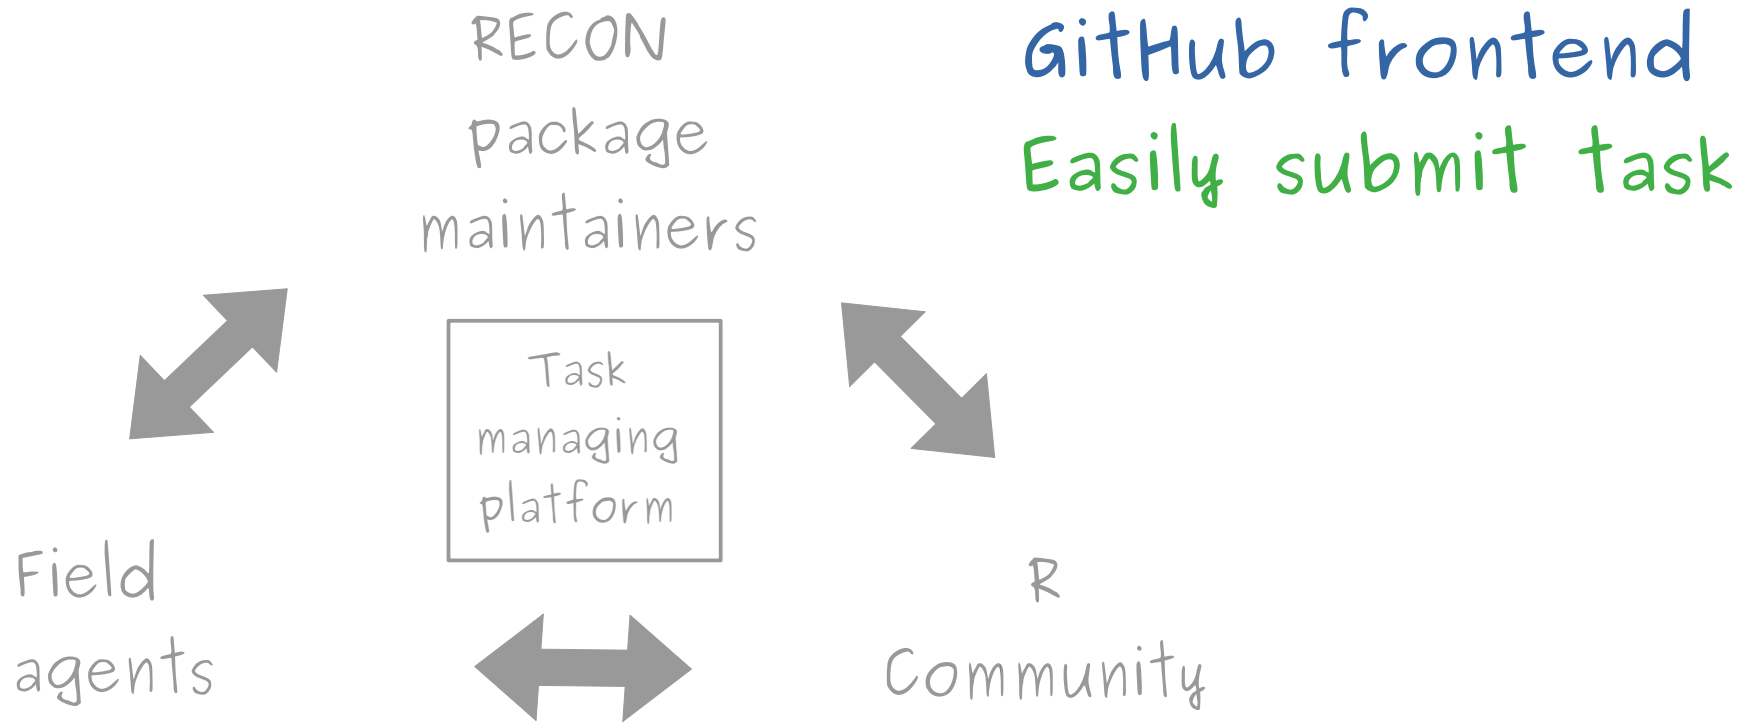 RECON
package
maintainers
GitHub frontend
Easily submit task
Task
managing
platform
Field
agents
R
Community